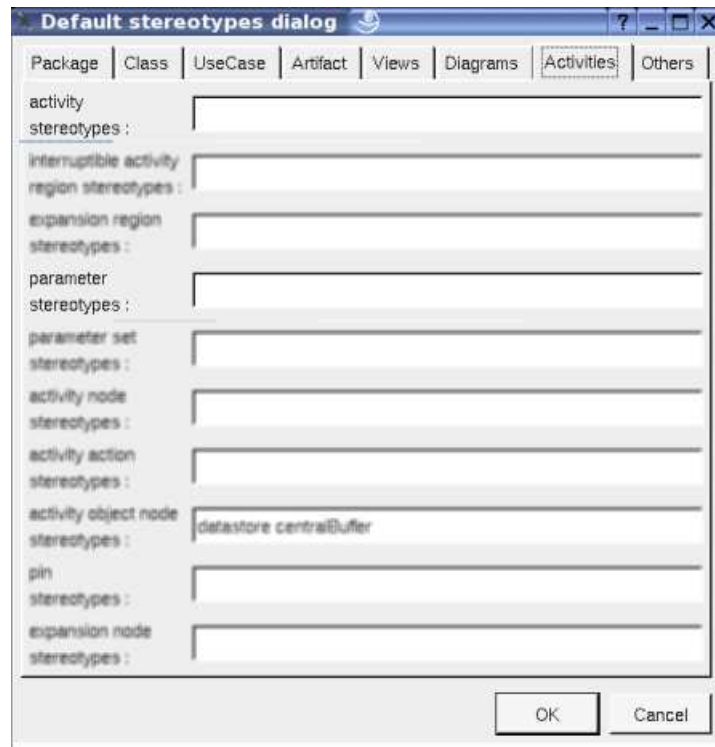 Default stereotypes dialog
Package Class UseCase Artifact Views Diagrams Activities Others
activity
stereotypes :
interruptible activity
region stereotypes :
expansion region
stereotypes :
parameter
stereotypes :
parameter set
stereotypes :
activity node
stereotypes :
activity action
stereotypes :
activity object node
stereotypes :
datastore centralBuffer
pin
stereotypes :
expansion node
stereotypes :
OK Cancel